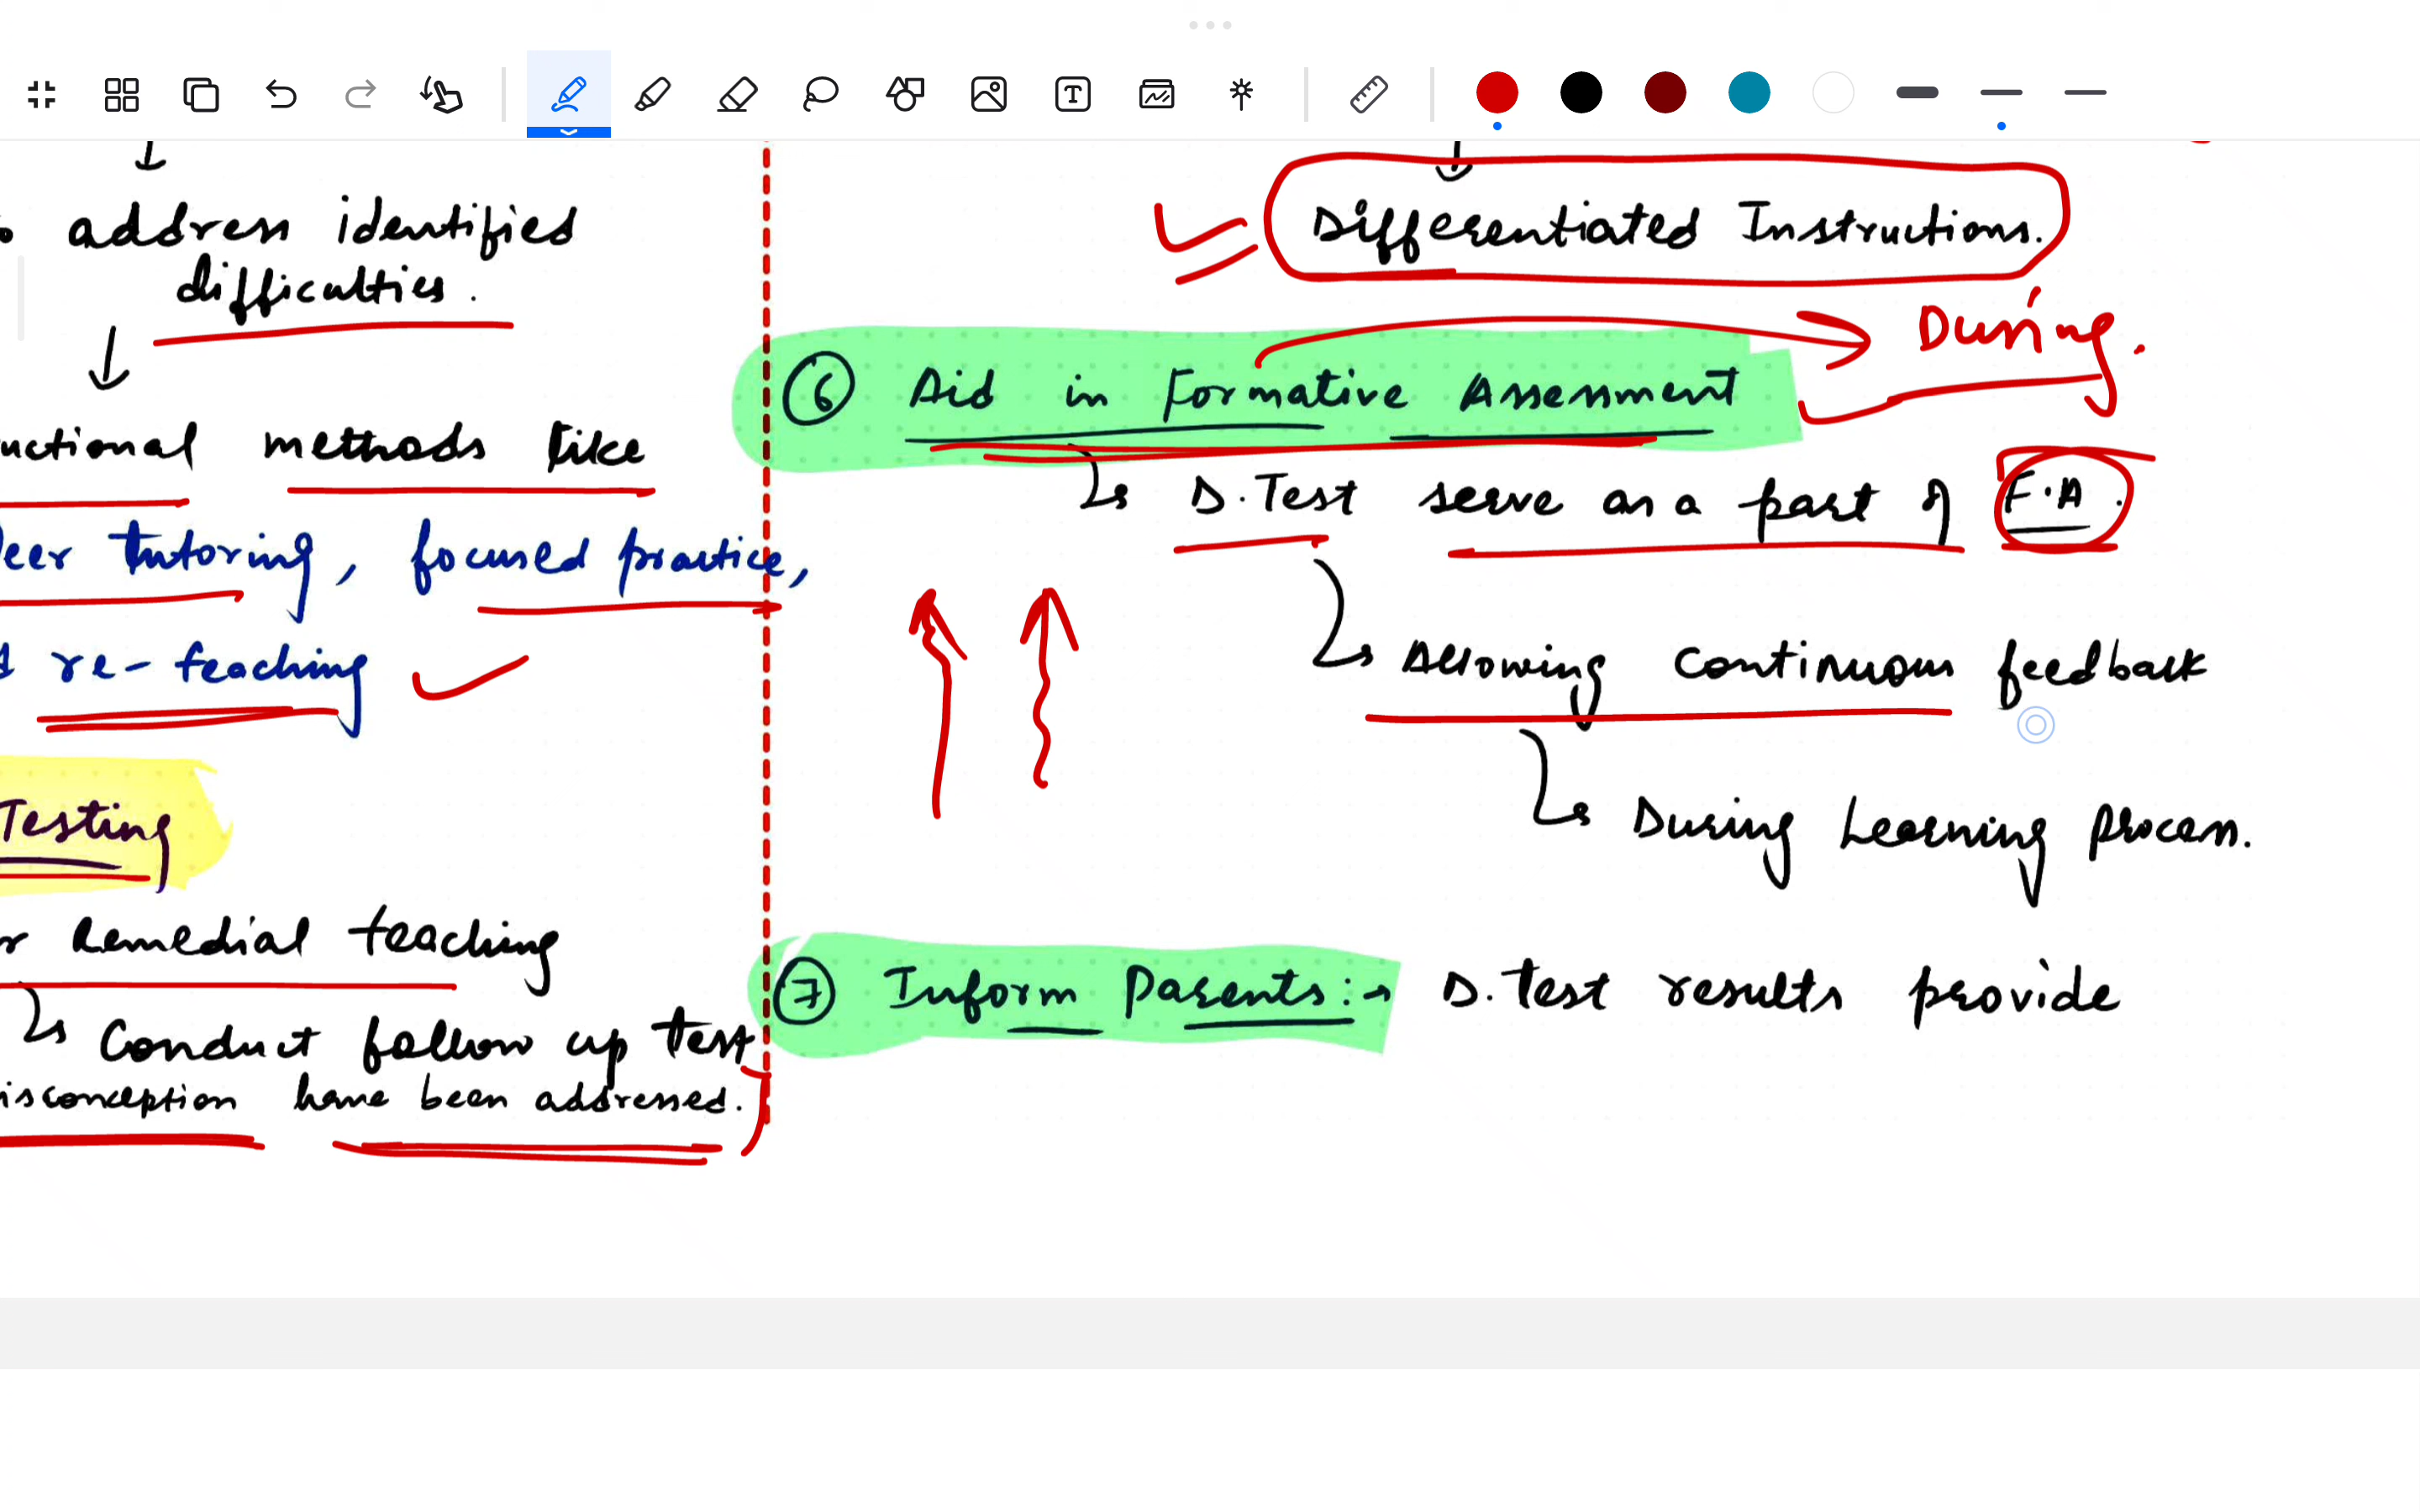 address identified
difficulties.
uctional methods like
eer tutoring, focused practice,
re-teaching
Testing
r Remedial teaching
Conduct follow up test
isconception have been addressed.
Differentiated Instructions.
During.
⑥ Aid in Formative Assessment
D.Test serve as a part of F.A.
Allowing continuous feedback
During Learning process.
⑦ Inform Parents:→ D.Test results provide